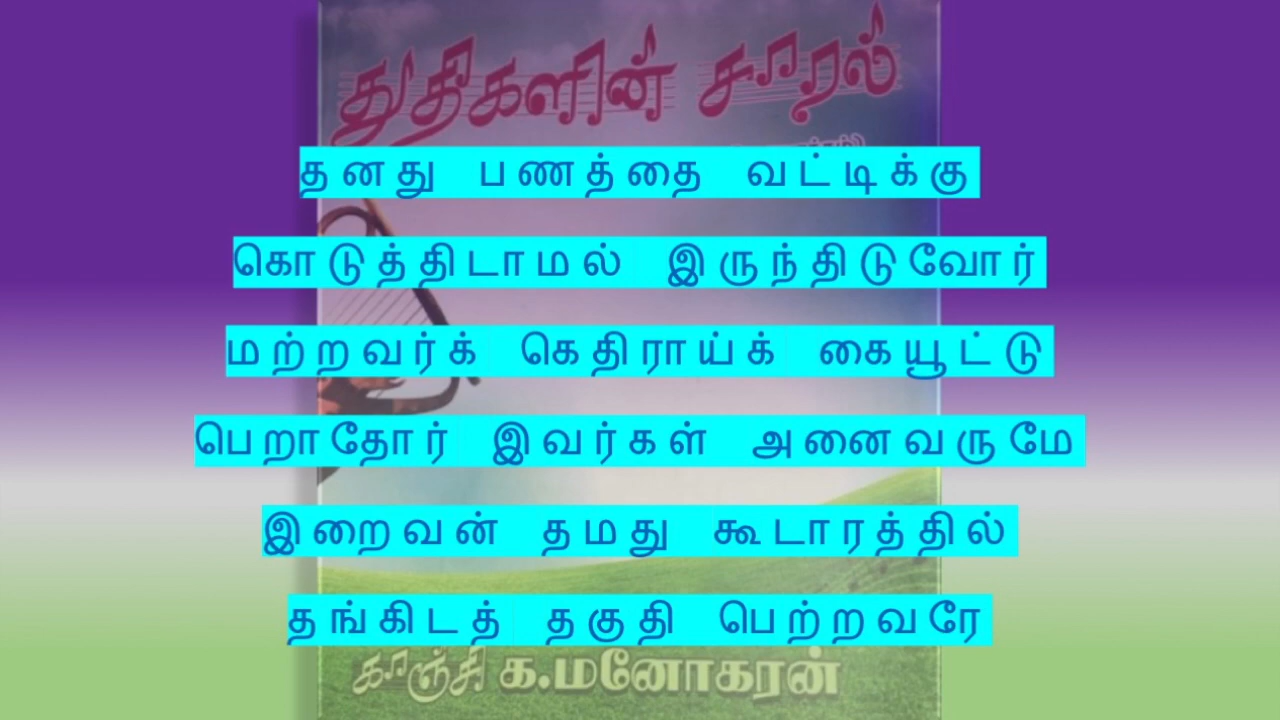 துதிகளின் சாரல்
தனது பணத்தை வட்டிக்கு
கொடுத்திடாமல் இருந்திடுவோர்
மற்றவர்க் கெதிராய்க் கையூட்டு
பெறாதோர் இவர்கள் அனைவருமே
இறைவன் தமது கூடாரத்தில்
தங்கிடத் தகுதி பெற்றவரே
காஞ்சி க.மனோகரன்